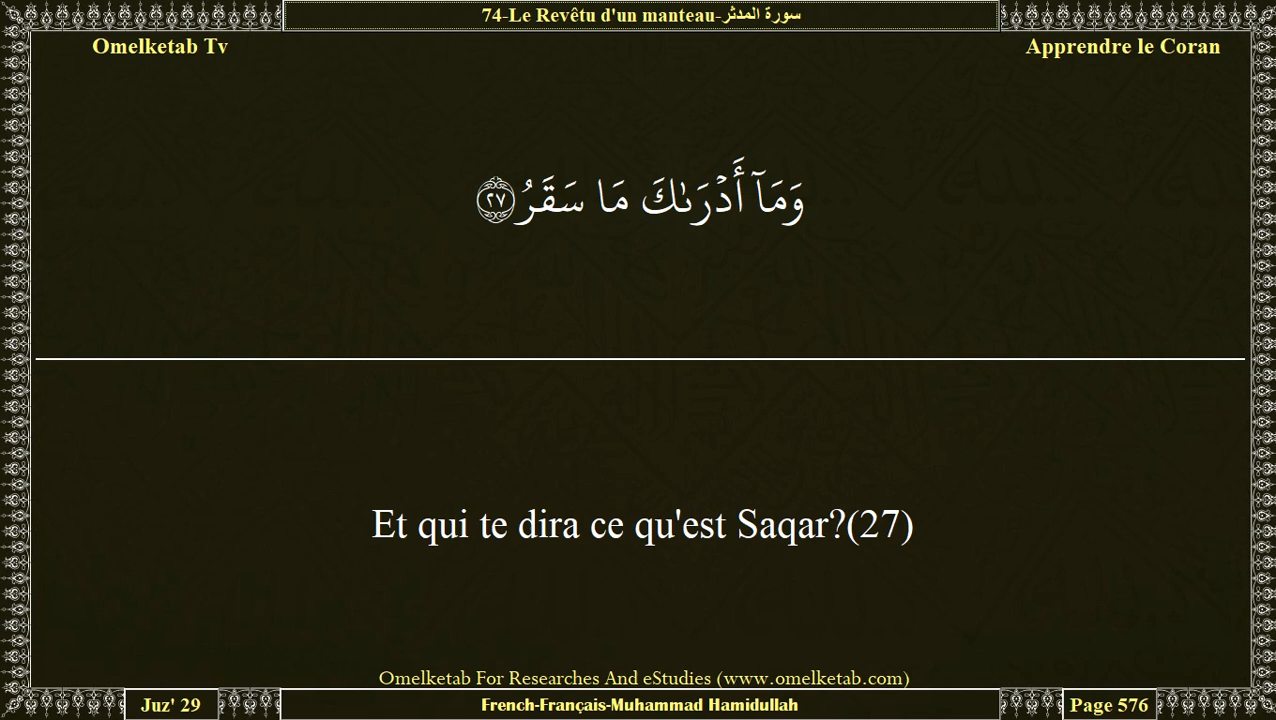 74-Le Revêtu d'un manteau-سورة المدثر
Omelketab Tv
Apprendre le Coran
وَمَآ أَدْرَىٰكَ مَا سَقَرُ ٢٧
Et qui te dira ce qu'est Saqar?(27)
Omelketab For Researches And eStudies (www.omelketab.com)
Juz' 29
French-Français-Muhammad Hamidullah
Page 576